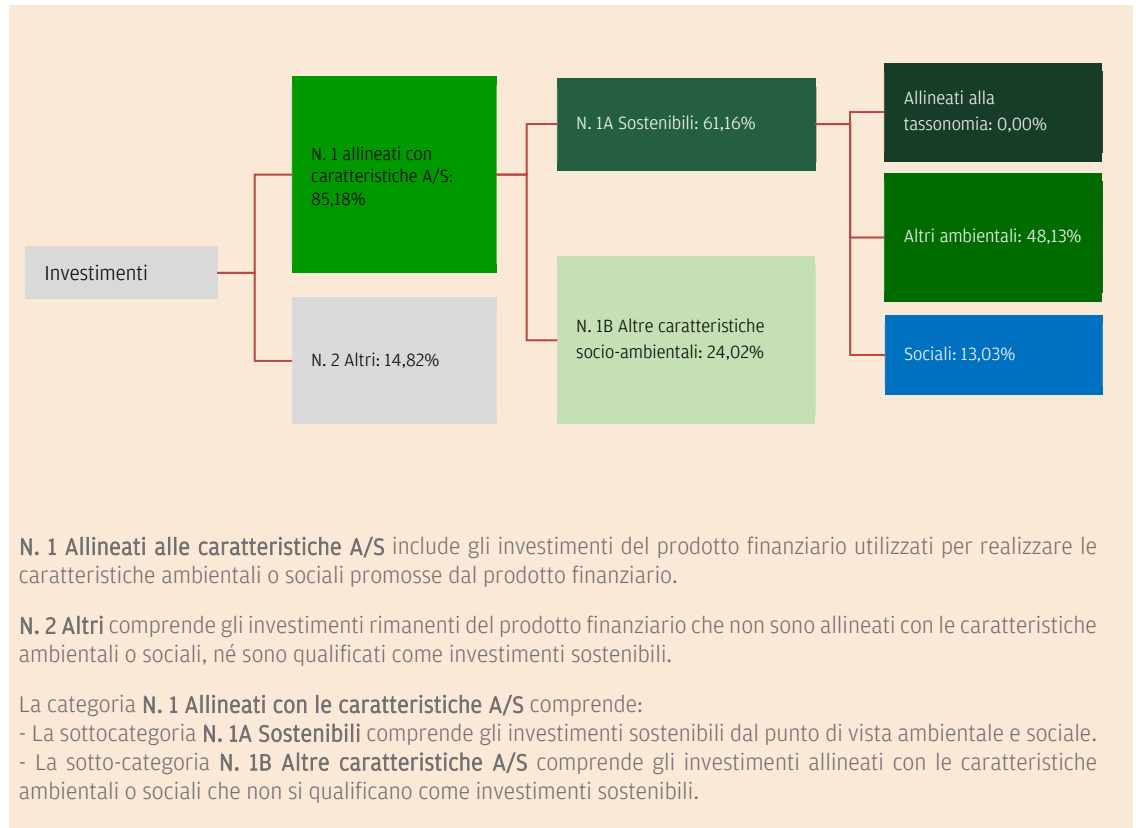 Investimenti
N. 1 allineati con
caratteristiche A/S:
85,18%
N. 2 Altri: 14,82%
N. 1A Sostenibili: 61,16%
N. 1B Altre caratteristiche
socio-ambientali: 24,02%
Allineati alla
tassonomia: 0,00%
Altri ambientali: 48,13%
Sociali: 13,03%
N. 1 Allineati alle caratteristiche A/S include gli investimenti del prodotto finanziario utilizzati per realizzare le
caratteristiche ambientali o sociali promosse dal prodotto finanziario.
N. 2 Altri comprende gli investimenti rimanenti del prodotto finanziario che non sono allineati con le caratteristiche
ambientali o sociali, né sono qualificati come investimenti sostenibili.
La categoria N. 1 Allineati con le caratteristiche A/S comprende:
- La sottocategoria N. 1A Sostenibili comprende gli investimenti sostenibili dal punto di vista ambientale e sociale.
- La sotto-categoria N. 1B Altre caratteristiche A/S comprende gli investimenti allineati con le caratteristiche
ambientali o sociali che non si qualificano come investimenti sostenibili.